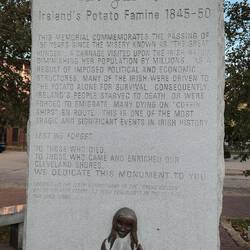 Ireland's Potato Famine 1845-50
THIS MEMORIAL COMMEMORATES THE PASSING OF
150 YEARS SINCE THE MISERY KNOWN AS "THE GREAT
HUNGER", A CARNAGE VISITED UPON THE IRISH
DIMINISHING HER POPULATION BY MILLIONS. AS A
RESULT OF IMPOSED POLITICAL AND ECONOMIC
STRUCTURES, MANY OF THE IRISH WERE DRIVEN TO
THE POTATO ALONE FOR SURVIVAL. CONSEQUENTLY,
IRELAND'S PEOPLE STARVED TO DEATH, OR WERE
FORCED TO EMIGRATE, MANY DYING ON "COFFIN
SHIPS" EN ROUTE. THIS IS ONE OF THE MOST
TRAGIC AND SIGNIFICANT EVENTS IN IRISH HISTORY.
LEST WE FORGET
TO THOSE WHO DIED,
TO THOSE WHO CAME AND ENRICHED OUR
CLEVELAND SHORES,
WE DEDICATE THIS MONUMENT TO YOU